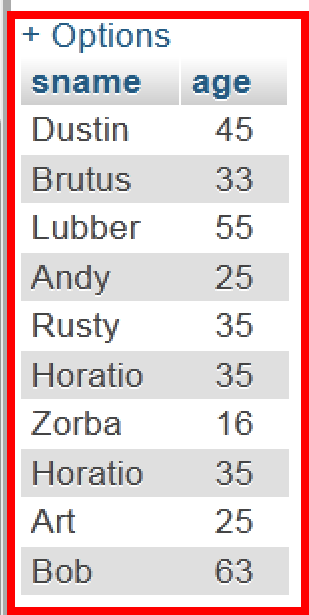 + Options
sname age
Dustin 45
Brutus 33
Lubber 55
Andy 25
Rusty 35
Horatio 35
Zorba 16
Horatio 35
Art 25
Bob 63